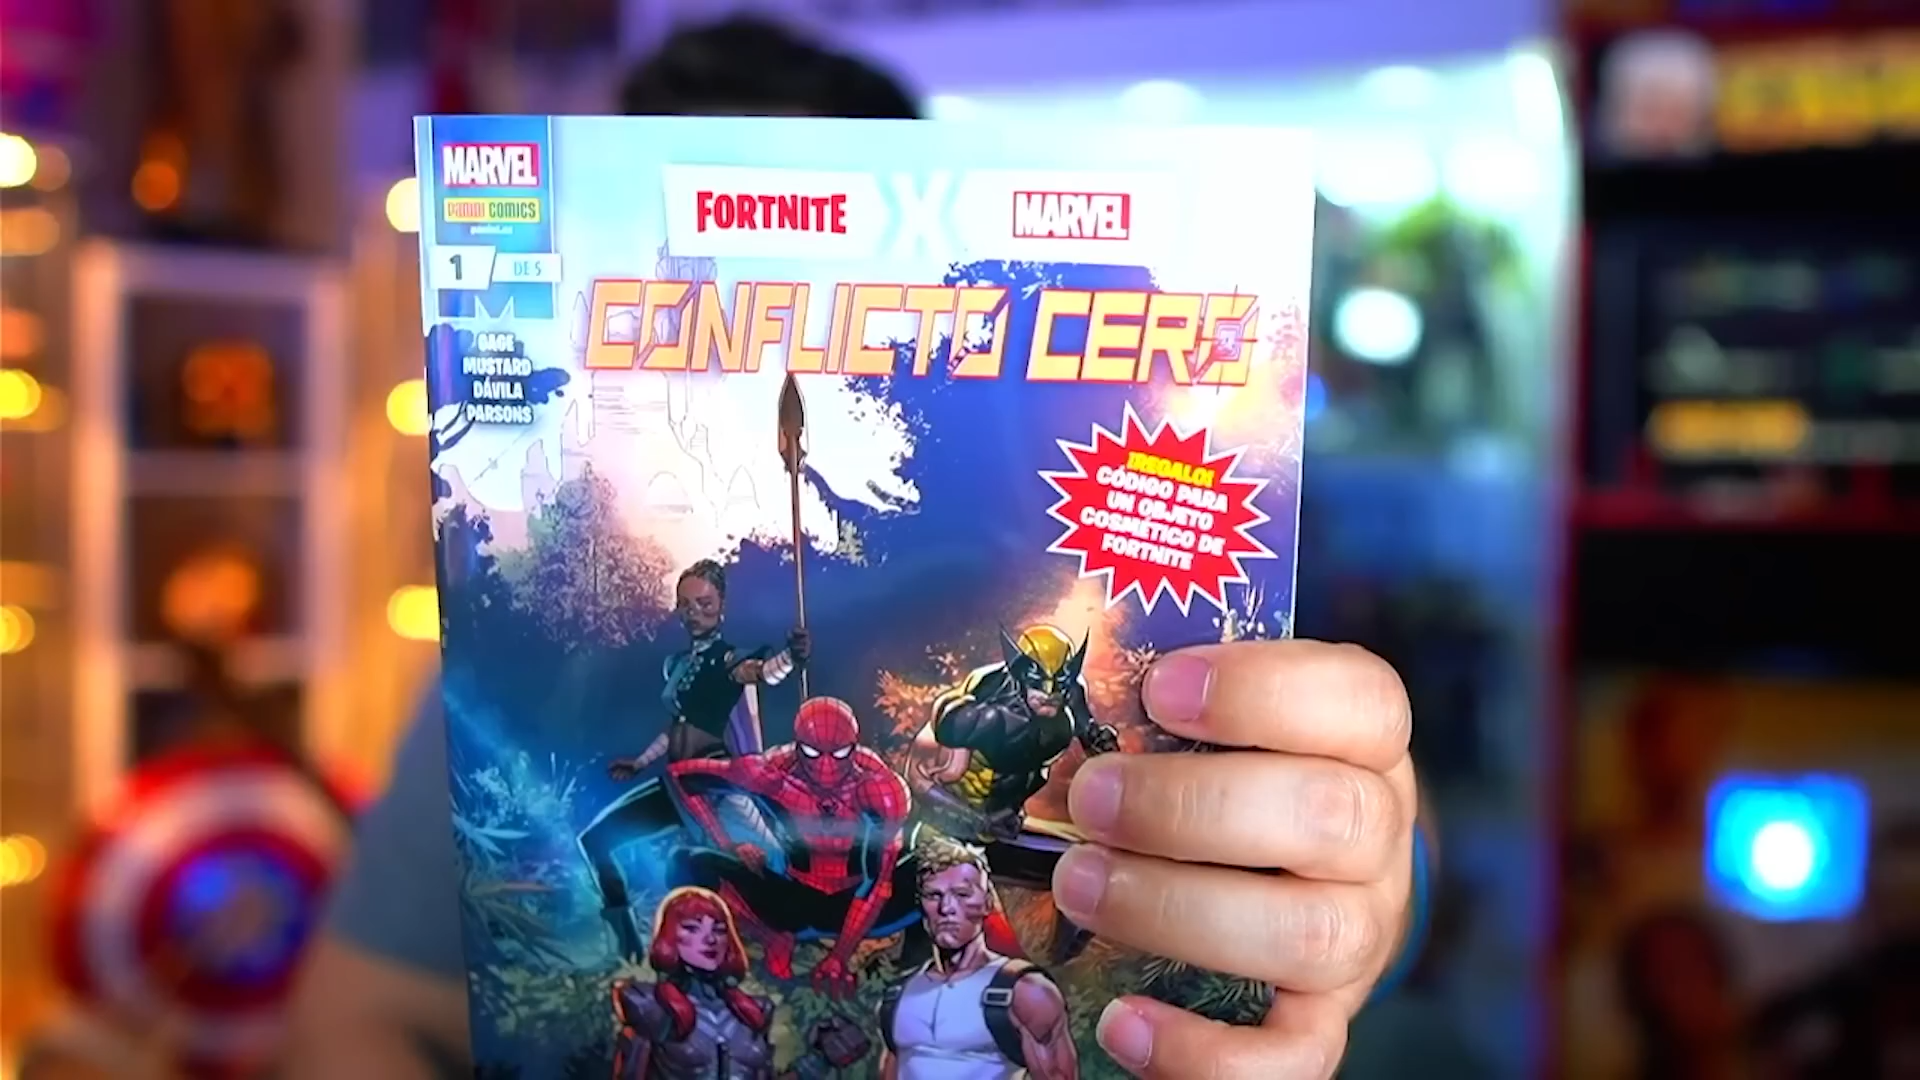 MARVEL
PANINI COMICS
1 DE 5
GAGE
MUSTARD
DÁVILA
PARSONS
FORTNITE X MARVEL
CONFLICTO CERO
¡REGALO!
CÓDIGO PARA
UN OBJETO
COSMÉTICO DE
FORTNITE